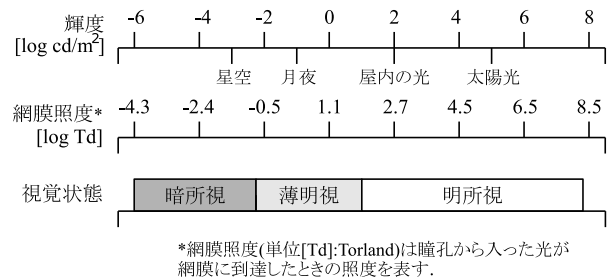 輝度 -6 -4 -2 0 2 4 6 8
[log cd/m²]
星空 月夜 屋内の光 太陽光
網膜照度* -4.3 -2.4 -0.5 1.1 2.7 4.5 6.5 8.5
[log Td]
視覚状態 暗所視 薄明視 明所視
*網膜照度(単位[Td]:Torland)は瞳孔から入った光が
網膜に到達したときの照度を表す.